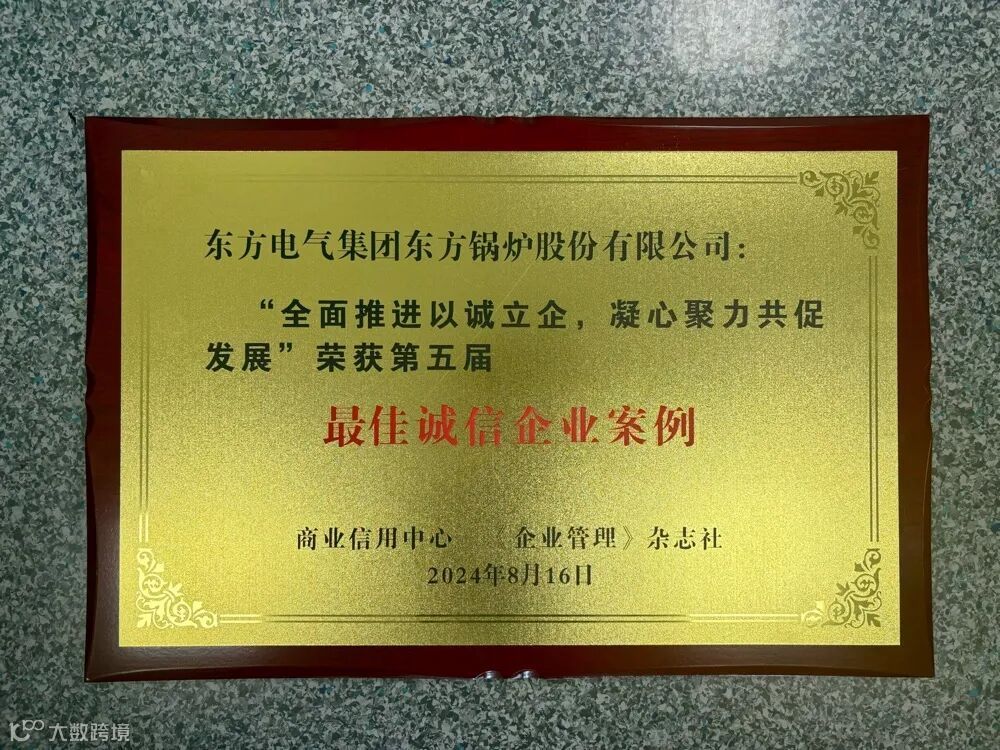 东方电气集团东方锅炉股份有限公司：
“全面推进以诚立企，凝心聚力共促
发展”荣获第五届
最佳诚信企业案例
商业信用中心 《企业管理》杂志社
2024年8月16日
大数跨境